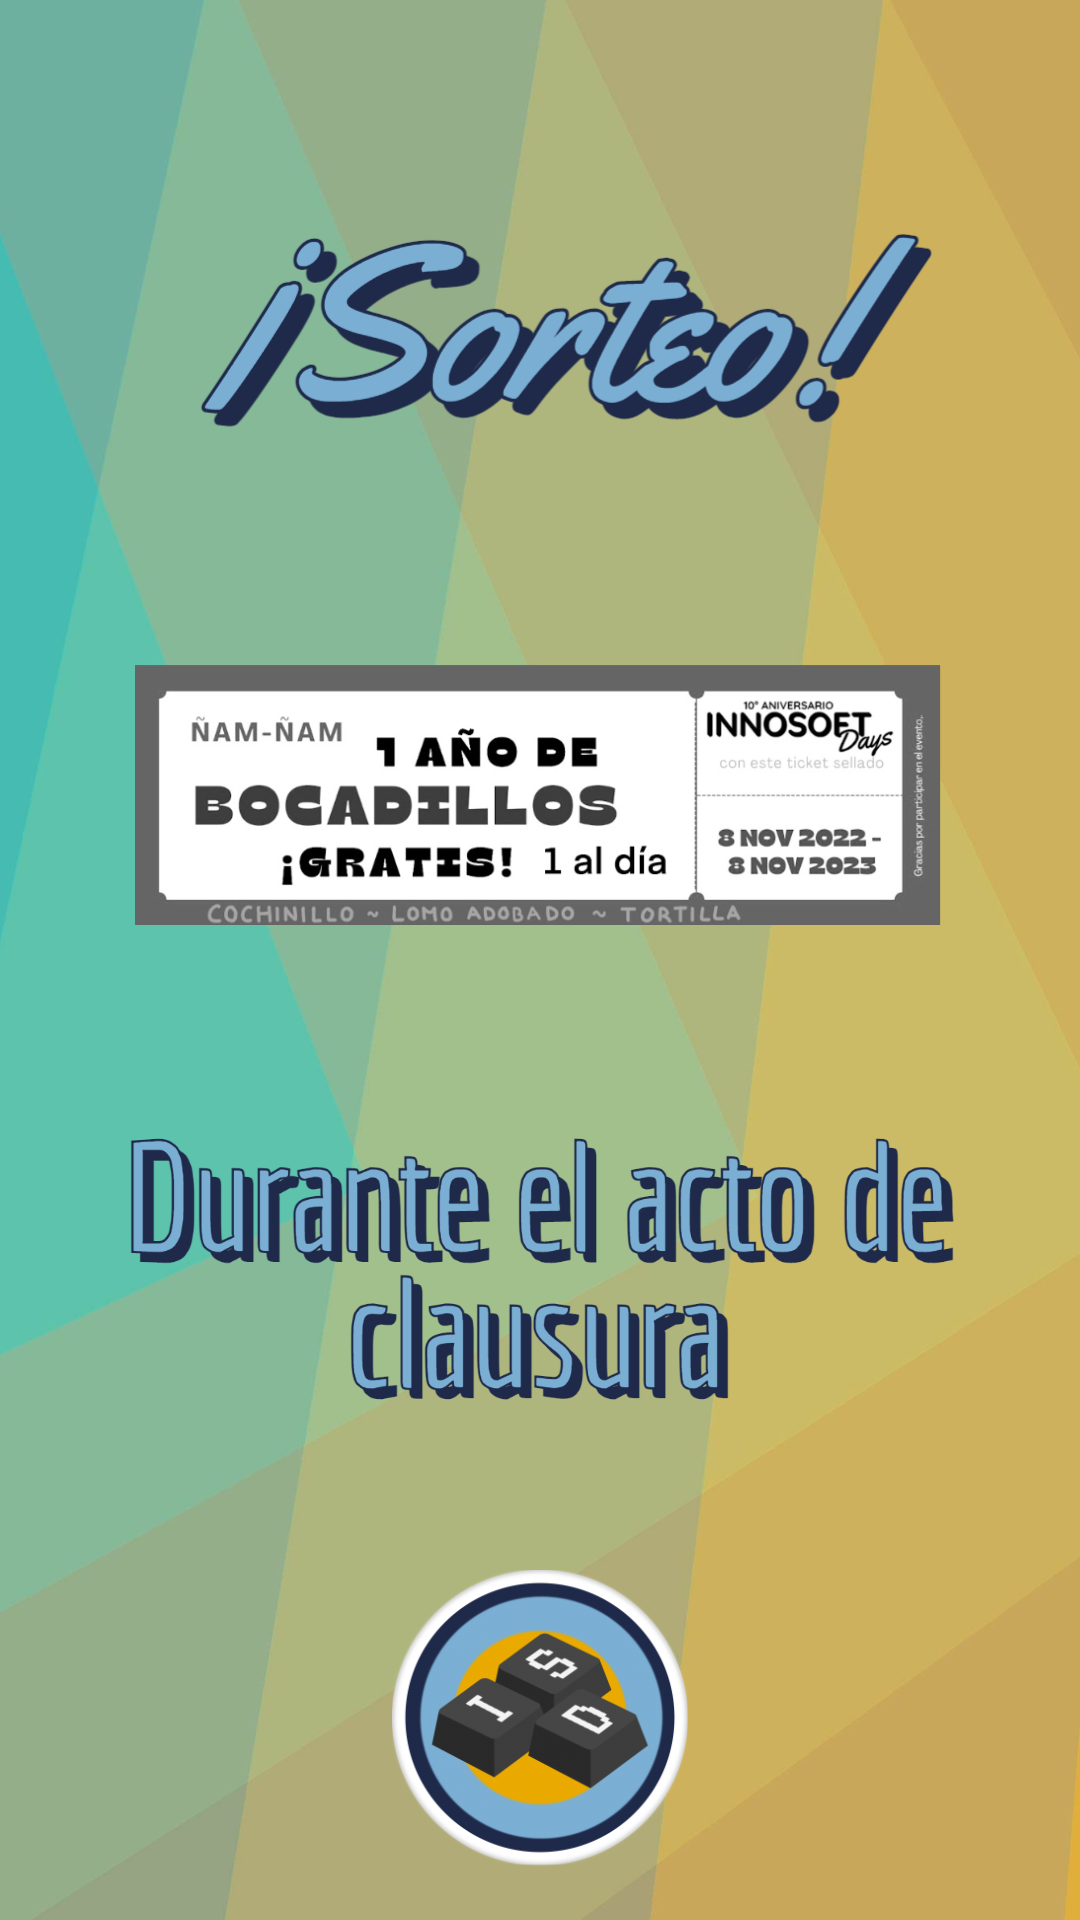 ¡Sorteo!
ÑAM-ÑAM
1 AÑO DE
BOCADILLOS
¡GRATIS! 1 al día
10º ANIVERSARIO
INNOSOFT
Days
con este ticket sellado
8 NOV 2022 -
8 NOV 2023
Gracias por participar en el evento,
COCHINILLO ~ LOMO ADOBADO ~ TORTILLA
Durante el acto de
clausura
I S D